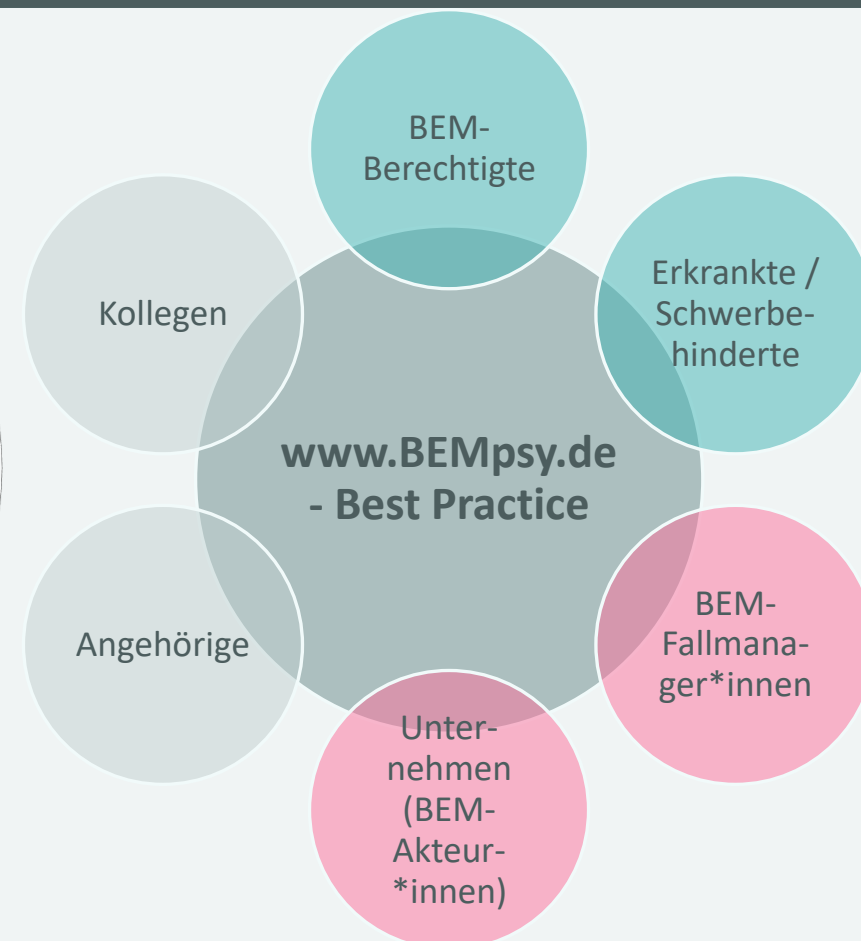 BEM-
Berechtigte
Erkrankte /
Schwerbe-
hinderte
Kollegen
www.BEMpsy.de
- Best Practice
BEM-
Fallmana-
ger*innen
Angehörige
Unter-
nehmen
(BEM-
Akteur-
*innen)